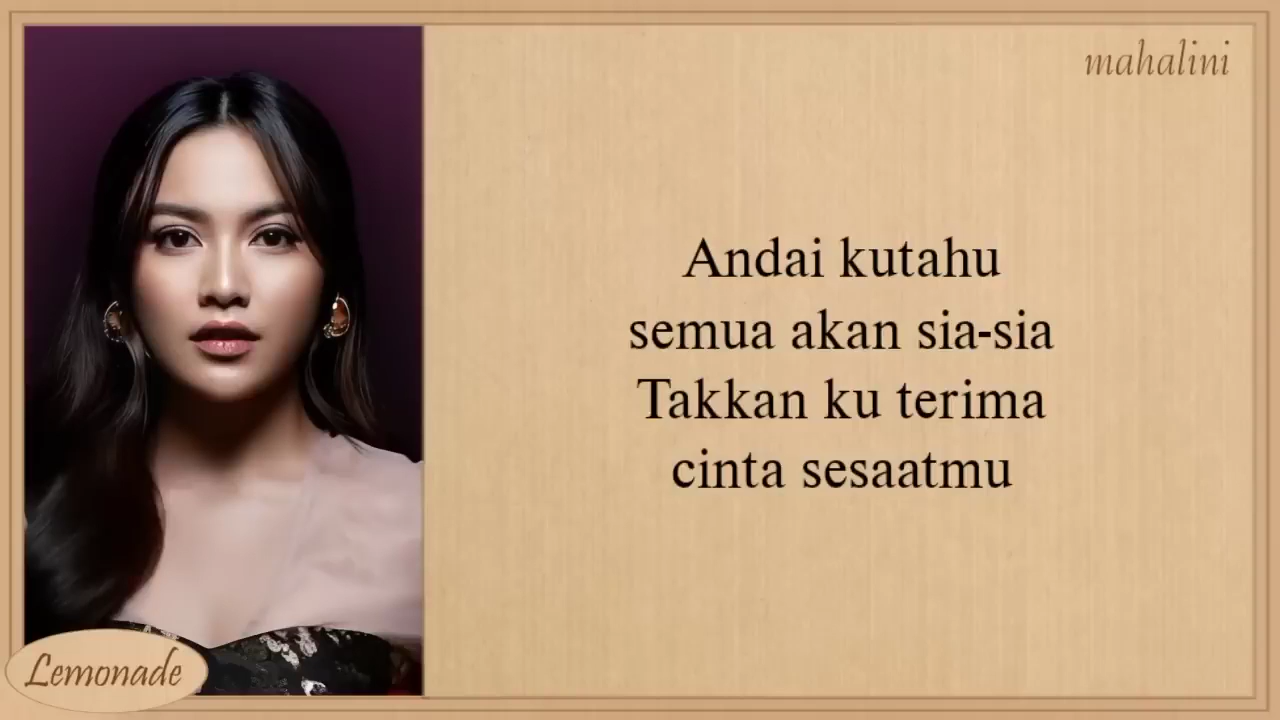 mahalini
Andai kutahu
semua akan sia-sia
Takkan ku terima
cinta sesaatmu
Lemonade